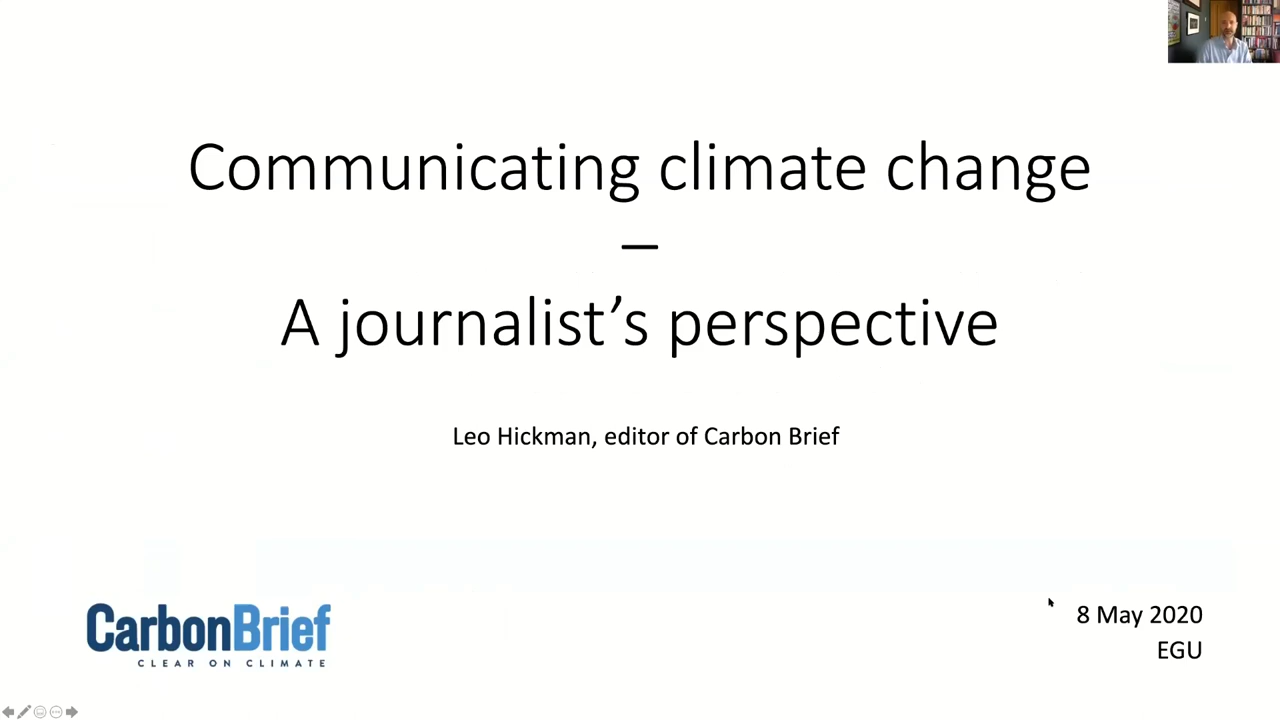 Communicating climate change
–
A journalist’s perspective
Leo Hickman, editor of Carbon Brief
CarbonBrief
CLEAR ON CLIMATE
8 May 2020
EGU